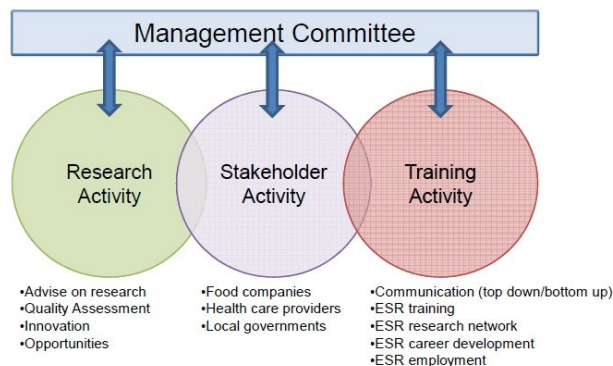 Management Committee
Research
Activity
Stakeholder
Activity
Training
Activity
•Advise on research
•Quality Assessment
•Innovation
•Opportunities
•Food companies
•Health care providers
•Local governments
•Communication (top down/bottom up)
•ESR training
•ESR research network
•ESR career development
•ESR employment